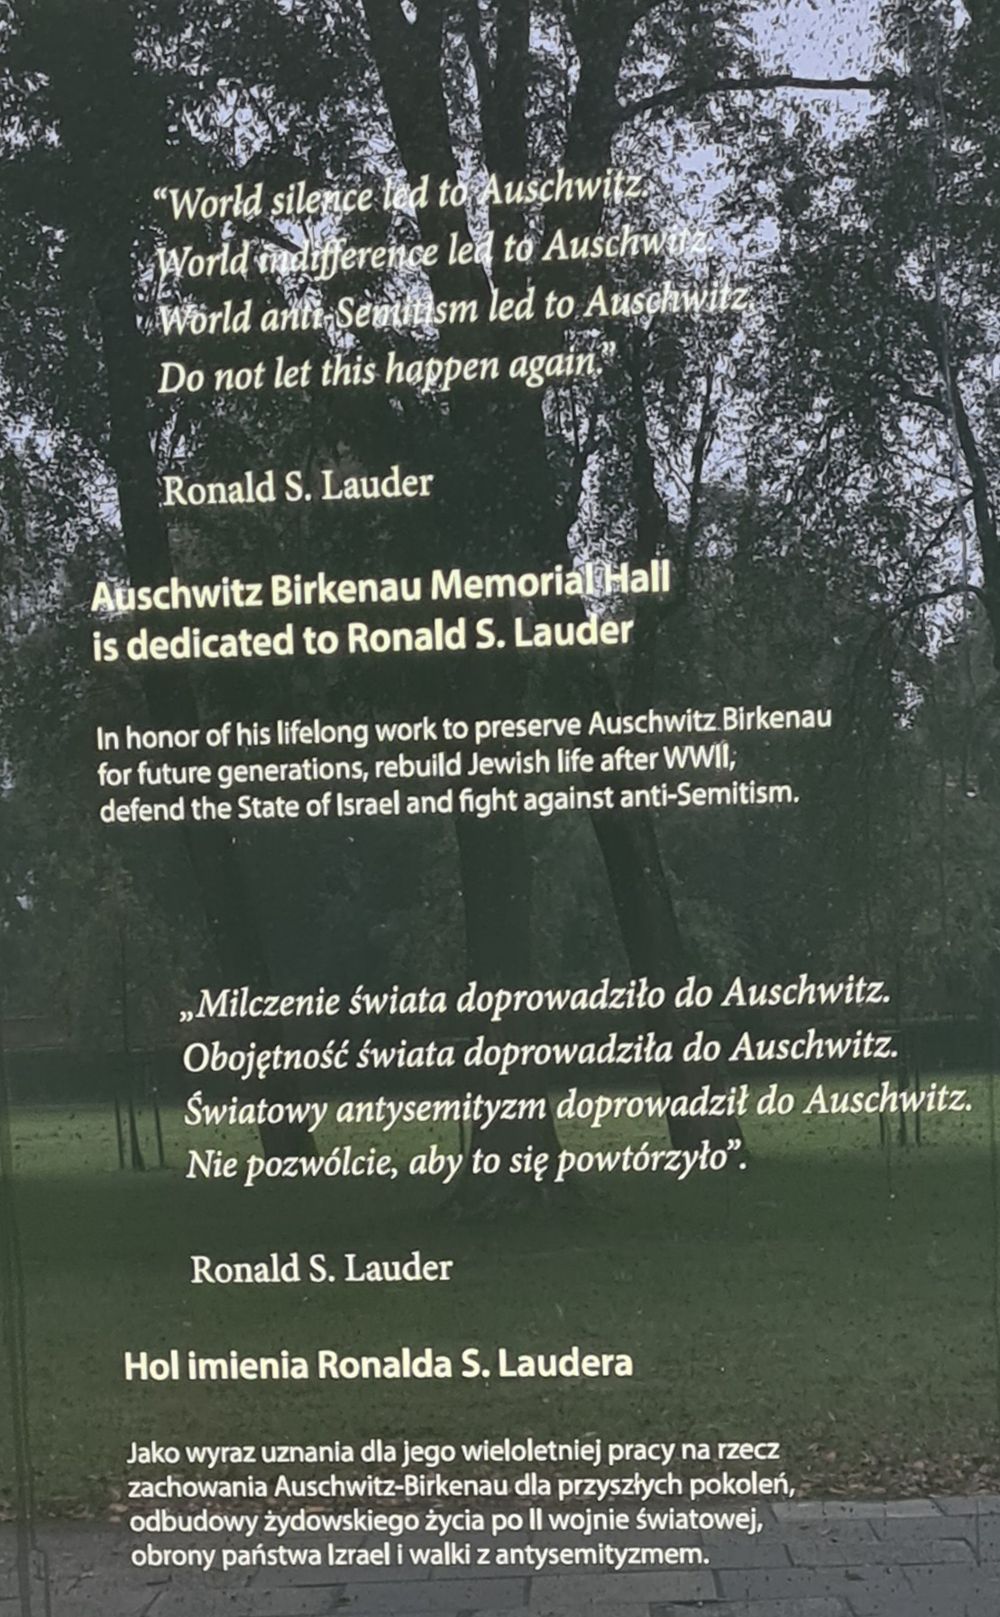 “World silence led to Auschwitz.
World indifference led to Auschwitz.
World anti-Semitism led to Auschwitz.
Do not let this happen again.”
Ronald S. Lauder
Auschwitz Birkenau Memorial Hall
is dedicated to Ronald S. Lauder
In honor of his lifelong work to preserve Auschwitz Birkenau
for future generations, rebuild Jewish life after WWII,
defend the State of Israel and fight against anti-Semitism.
„Milczenie świata doprowadziło do Auschwitz.
Obojętność świata doprowadziła do Auschwitz.
Światowy antysemityzm doprowadził do Auschwitz.
Nie pozwólcie, aby to się powtórzyło”.
Ronald S. Lauder
Hol imienia Ronalda S. Laudera
Jako wyraz uznania dla jego wieloletniej pracy na rzecz
zachowania Auschwitz-Birkenau dla przyszłych pokoleń,
odbudowy żydowskiego życia po II wojnie światowej,
obrony państwa Izrael i walki z antysemityzmem.